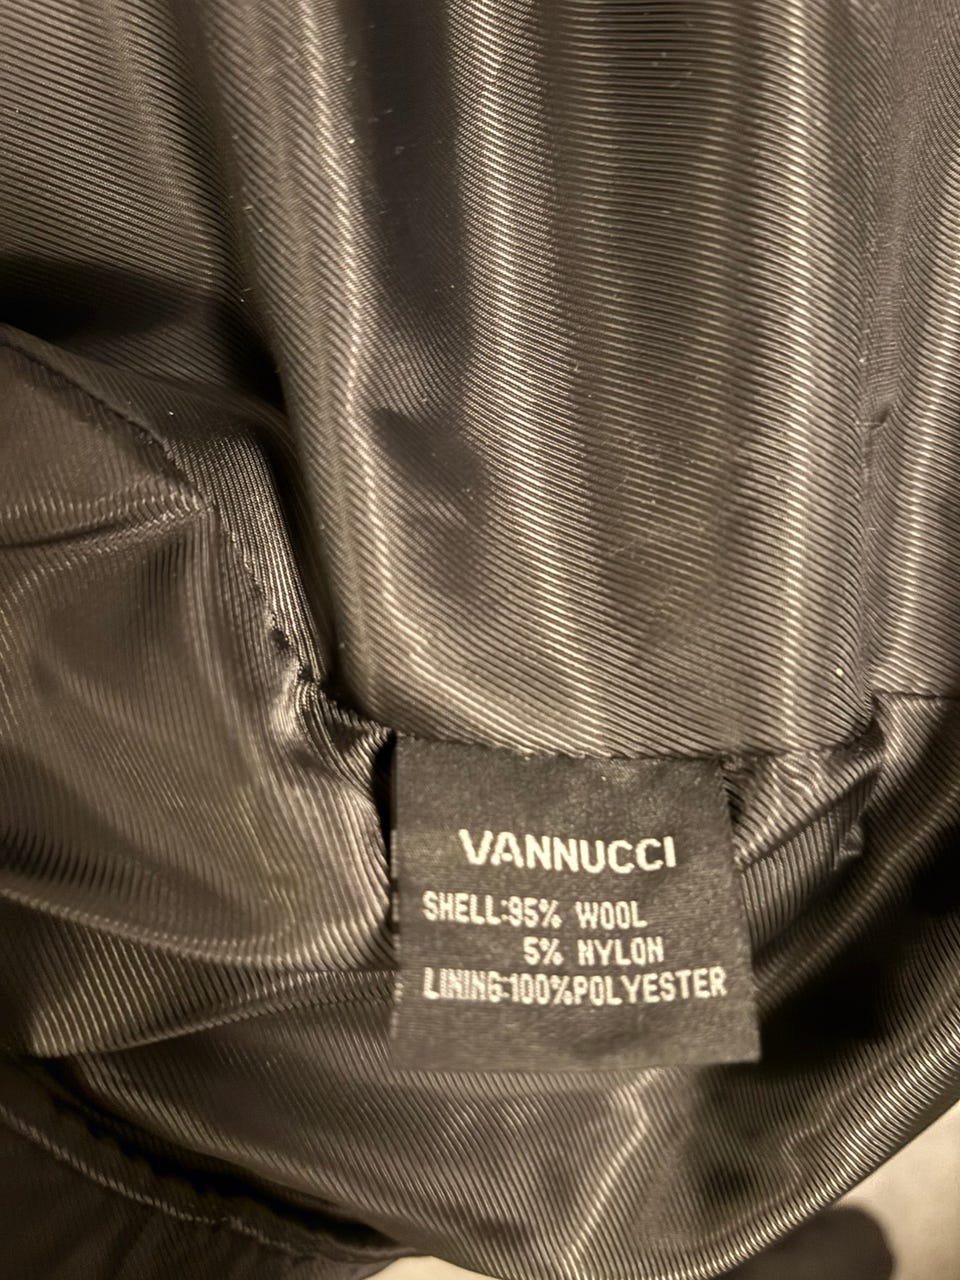 VANNUCCI
SHELL:95% WOOL
5% NYLON
LINING:100%POLYESTER